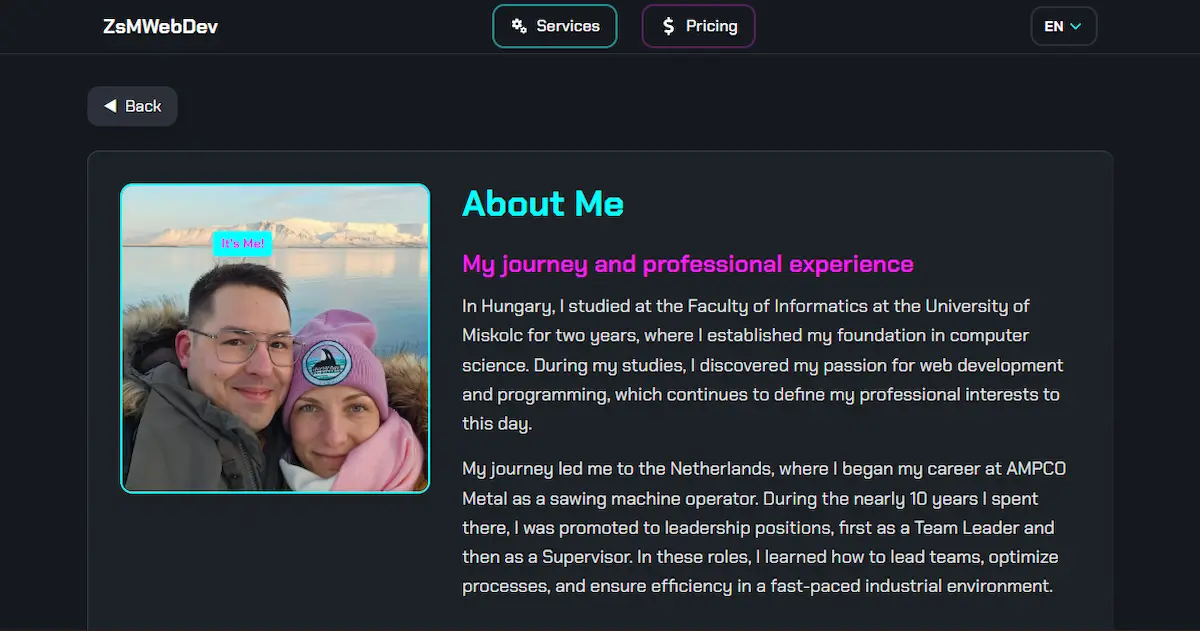 ZsMWebDev
Services
Pricing
EN
Back
It's Me!
About Me
My journey and professional experience
In Hungary, I studied at the Faculty of Informatics at the University of
Miskolc for two years, where I established my foundation in computer
science. During my studies, I discovered my passion for web development
and programming, which continues to define my professional interests to
this day.
My journey led me to the Netherlands, where I began my career at AMPCO
Metal as a sawing machine operator. During the nearly 10 years I spent
there, I was promoted to leadership positions, first as a Team Leader and
then as a Supervisor. In these roles, I learned how to lead teams, optimize
processes, and ensure efficiency in a fast-paced industrial environment.